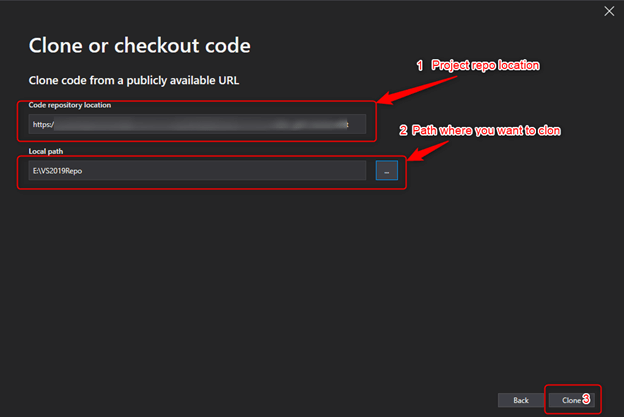 Clone or checkout code
1 Project repo location
Clone code from a publicly available URL
Code repository location
https:/
2 Path where you want to clon
Local path
E:\VS2019Repo
...
Back
Clone
3